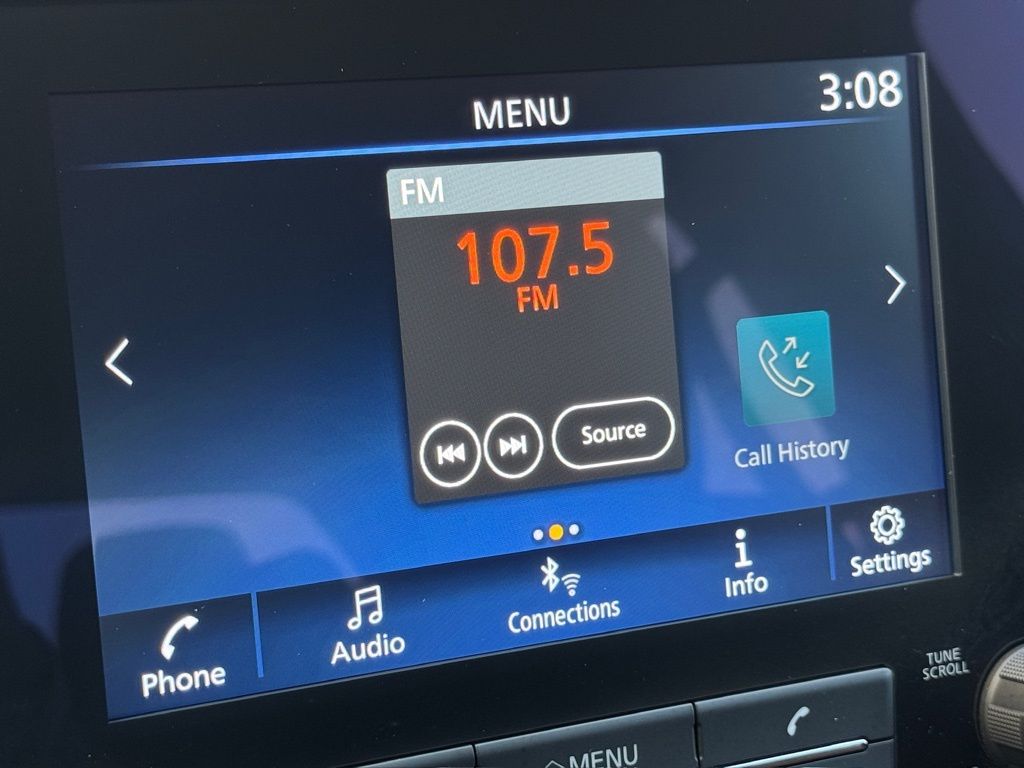 MENU
3:08
FM
107.5
FM
Source
Call History
Phone
Audio
Connections
Info
Settings
TUNE
SCROLL
MENU